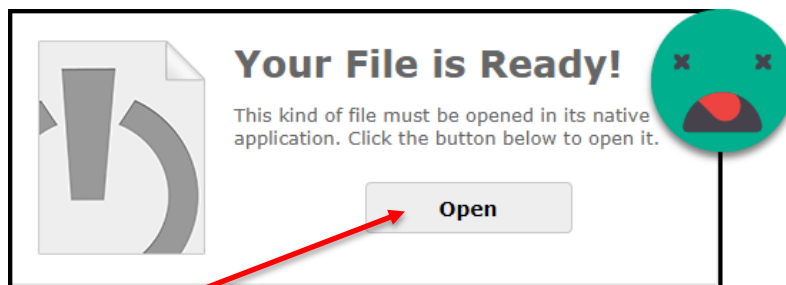 Your File is Ready!
This kind of file must be opened in its native
application. Click the button below to open it.
Open